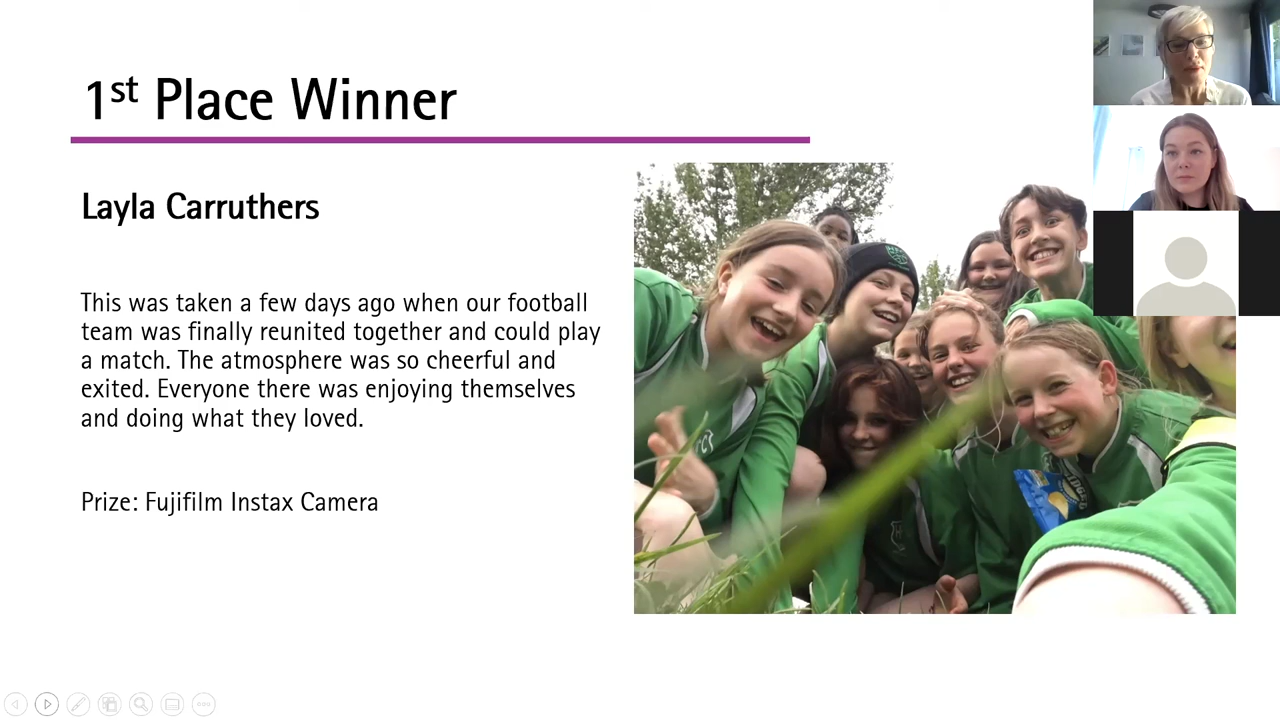 1st Place Winner
Layla Carruthers
This was taken a few days ago when our football
team was finally reunited together and could play
a match. The atmosphere was so cheerful and
exited. Everyone there was enjoying themselves
and doing what they loved.
Prize: Fujifilm Instax Camera